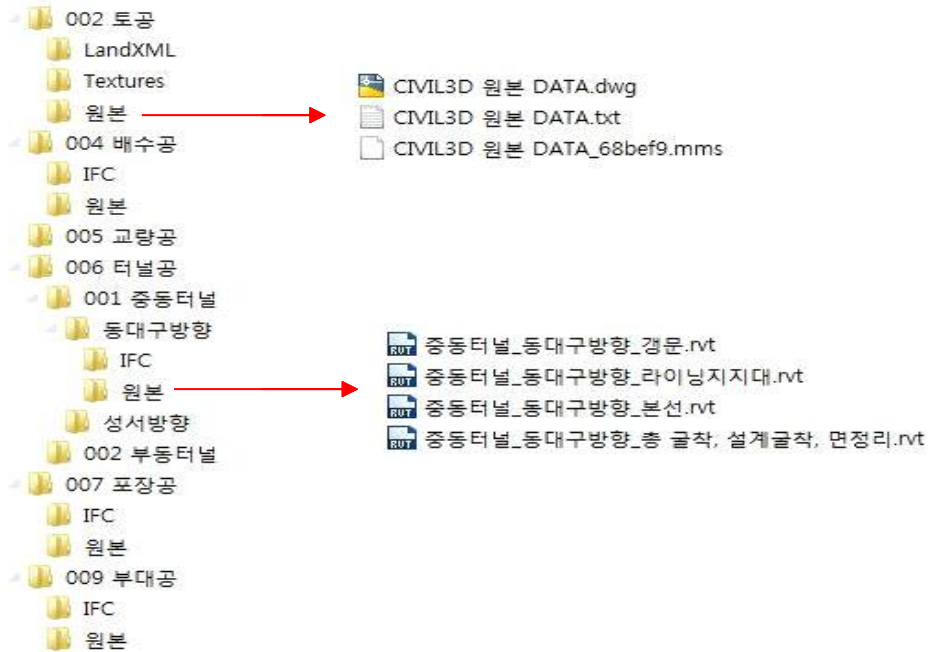 002 토공
LandXML
Textures
원본
CIVIL3D 원본 DATA.dwg
CIVIL3D 원본 DATA.txt
CIVIL3D 원본 DATA_68bef9.mms
004 배수공
IFC
원본
005 교량공
006 터널공
001 중동터널
동대구방향
IFC
원본
성서방향
002 부동터널
RVT 중동터널_동대구방향_갱문.rvt
RVT 중동터널_동대구방향_라이닝지지대.rvt
RVT 중동터널_동대구방향_본선.rvt
RVT 중동터널_동대구방향_총 굴착, 설계굴착, 면정리.rvt
007 포장공
IFC
원본
009 부대공
IFC
원본